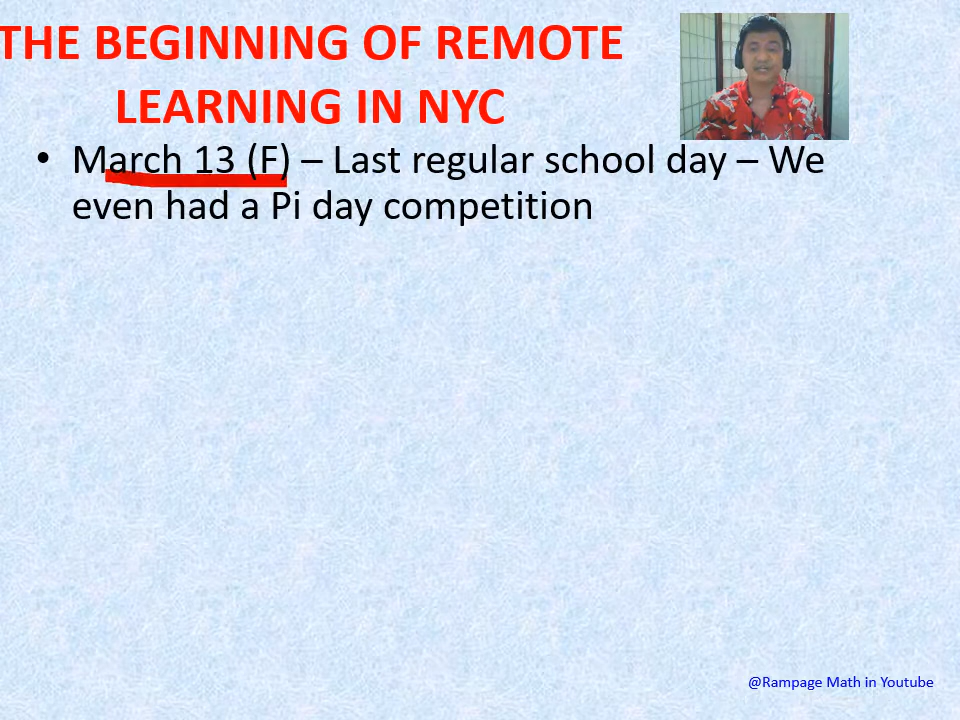 THE BEGINNING OF REMOTE
LEARNING IN NYC
• March 13 (F) – Last regular school day – We
even had a Pi day competition
@Rampage Math in Youtube